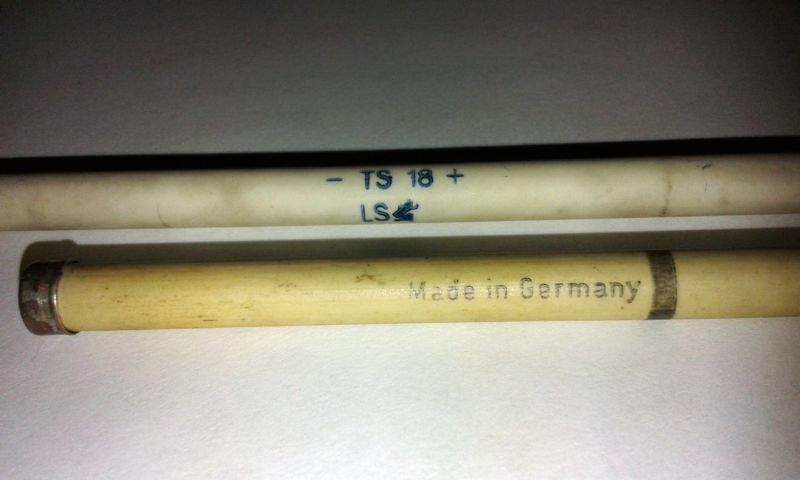 - TS 18 +
LS
Made in Germany